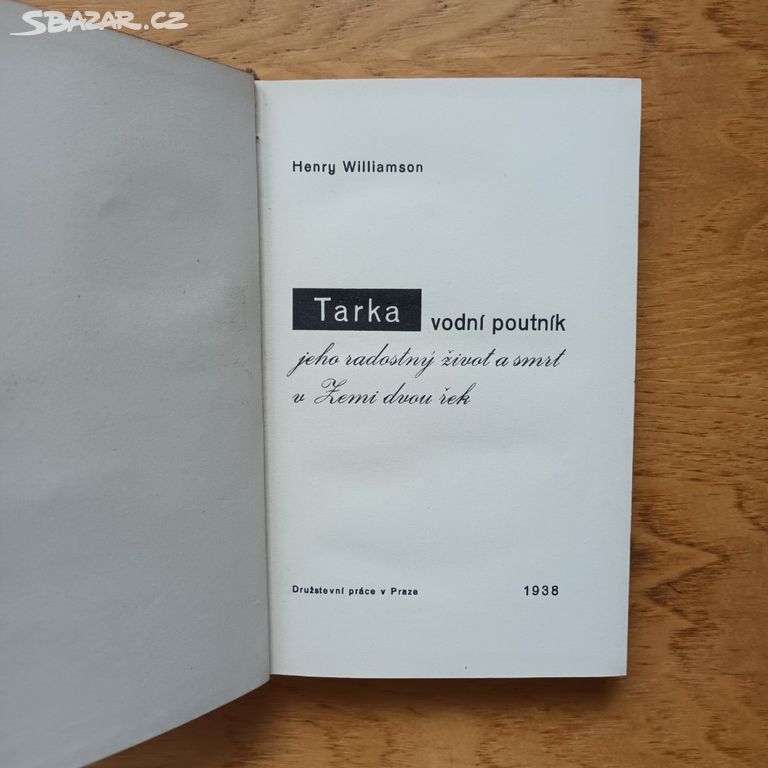 SBAZAR.CZ
Henry Williamson
Tarka vodní poutník
jeho radostný život a smrt
v Zemi dvou řek
Družstevní práce v Praze 1938